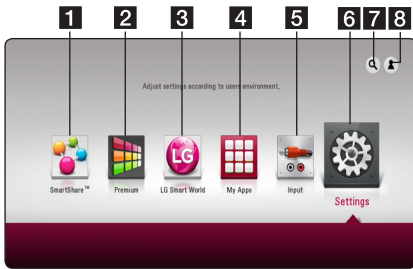 1 2 3 4 5 6 7 8
Adjust settings according to users environment.
LG
SmartShare™ Premium LG Smart World My Apps Input
Settings